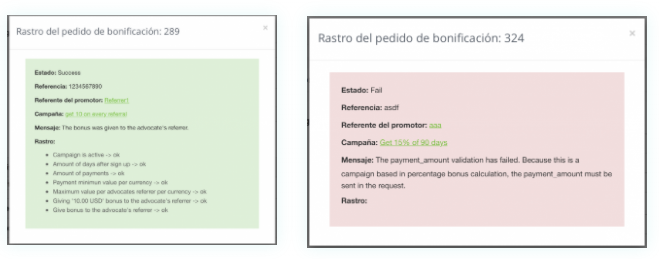 Rastro del pedido de bonificación: 289
×
Estado: Success
Referencia: 1234567890
Referente del promotor: Referrer1
Campaña: get 10 on every referral
Mensaje: The bonus was given to the advocate's referrer.
Rastro:
• Campaign is active -> ok
• Amount of days after sign up -> ok
• Amount of payments -> ok
• Payment minimun value per currency -> ok
• Maximum value per advocates referrer per currency -> ok
• Giving '10.00 USD' bonus to the advocate's referrer -> ok
• Give bonus to the advocate's referrer -> ok
Rastro del pedido de bonificación: 324
×
Estado: Fail
Referencia: asdf
Referente del promotor: aaa
Campaña: Get 15% of 90 days
Mensaje: The payment_amount validation has failed. Because this is a
campaign based in percentage bonus calculation, the payment_amount must be
sent in the request.
Rastro: